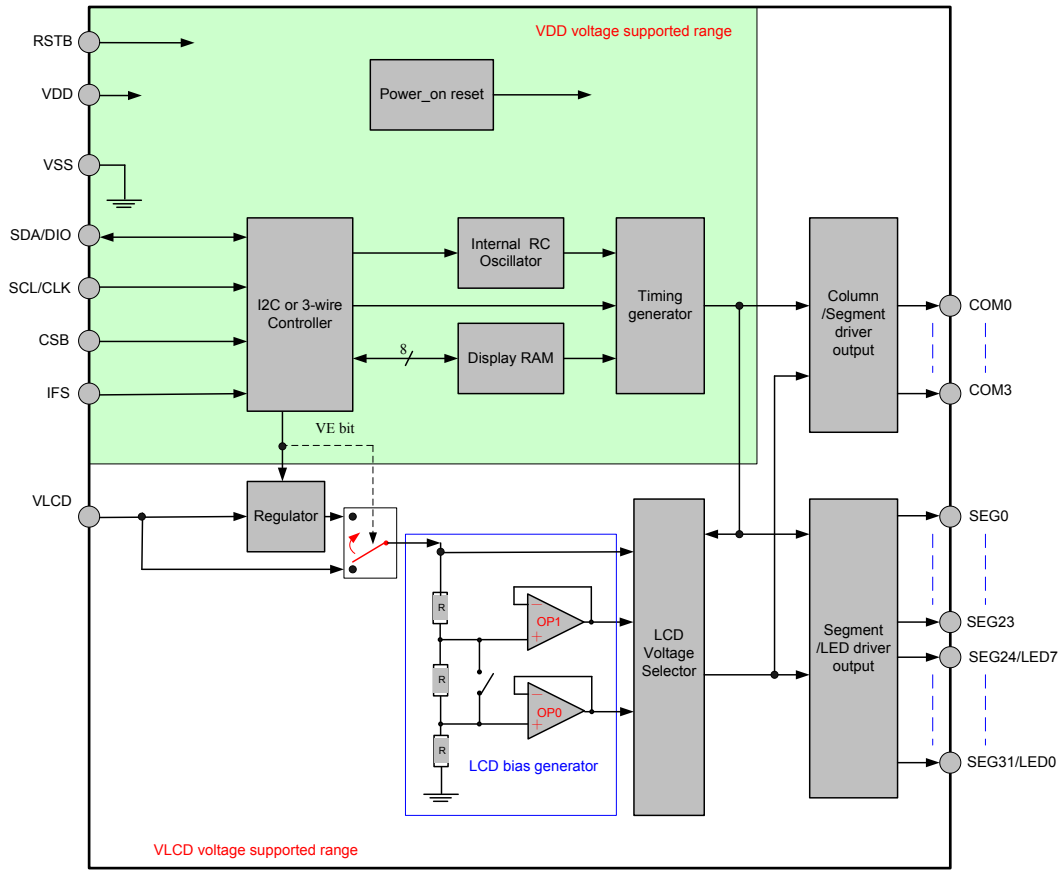 VDD voltage supported range
RSTB
VDD
Power_on reset
VSS
SDA/DIO
SCL/CLK
CSB
IFS
I2C or 3-wire
Controller
Internal RC
Oscillator
8
Display RAM
Timing
generator
Column
/Segment
driver
output
COM0
COM3
VE bit
VLCD
Regulator
R
R
R
OP1
OP0
LCD bias generator
LCD
Voltage
Selector
Segment
/LED driver
output
SEG0
SEG23
SEG24/LED7
SEG31/LED0
VLCD voltage supported range